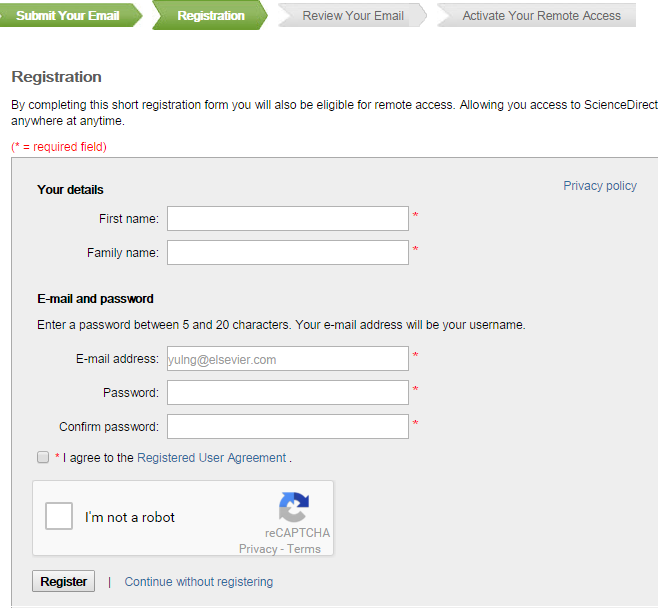 Submit Your Email Registration Review Your Email Activate Your Remote Access
Registration
By completing this short registration form you will also be eligible for remote access. Allowing you access to ScienceDirect
anywhere at anytime.
(* = required field)
Your details Privacy policy
First name: *
Family name: *
E-mail and password
Enter a password between 5 and 20 characters. Your e-mail address will be your username.
E-mail address: yulng@elsevier.com *
Password: *
Confirm password: *
* I agree to the Registered User Agreement .
I'm not a robot
reCAPTCHA
Privacy - Terms
Register | Continue without registering